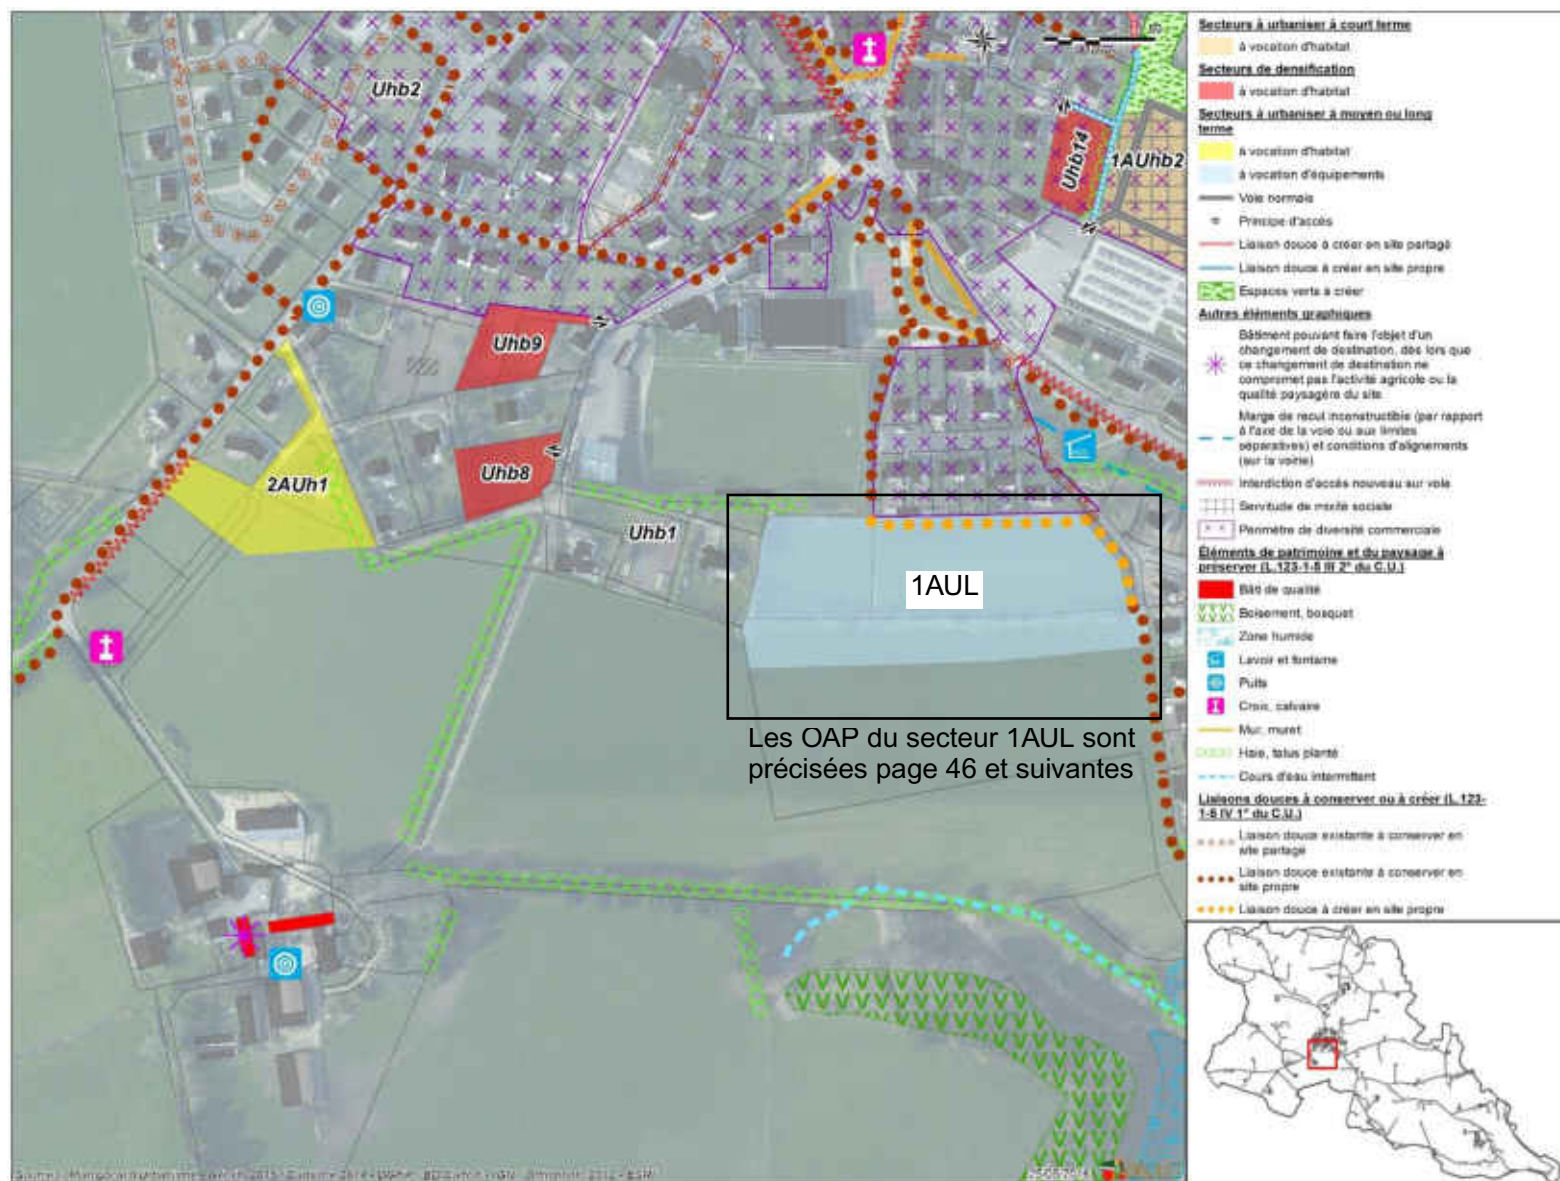 Uhb2
Uhb14
1AUhb2
Uhb9
2AUh1
Uhb8
Uhb1
1AUL
Les OAP du secteur 1AUL sont
précisées page 46 et suivantes
Secteurs à urbaniser à court terme
à vocation d'habitat
Secteurs de densification
à vocation d'habitat
Secteurs à urbaniser à moyen ou long
terme
à vocation d'habitat
à vocation d'équipements
Voie normale
Principe d'accès
Liaison douce à créer en site partagé
Liaison douce à créer en site propre
Espaces verts à créer
Autres éléments graphiques
Bâtiment pouvant faire l'objet d'un
changement de destination, dès lors que
ce changement de destination ne
compromet pas l'activité agricole ou la
qualité paysagère du site
Marge de recul inconstructible (par rapport
à l'axe de la voie ou aux limites
séparatives) et conditions d'alignements
(sur la voirie)
Interdiction d'accès nouveau sur voie
Servitude de mixité sociale
Périmètre de diversité commerciale
Éléments de patrimoine et du paysage à
préserver (L.123-1-5 III 2° du C.U.)
Bâti de qualité
Boisement, bosquet
Zone humide
Lavoir et fontaine
Puits
Croix, calvaire
Mur, muret
Haie, talus planté
Cours d'eau intermittent
Liaisons douces à conserver ou à créer (L.123-
1-5 IV 1° du C.U.)
Liaison douce existante à conserver en
site partagé
Liaison douce existante à conserver en
site propre
Liaison douce à créer en site propre